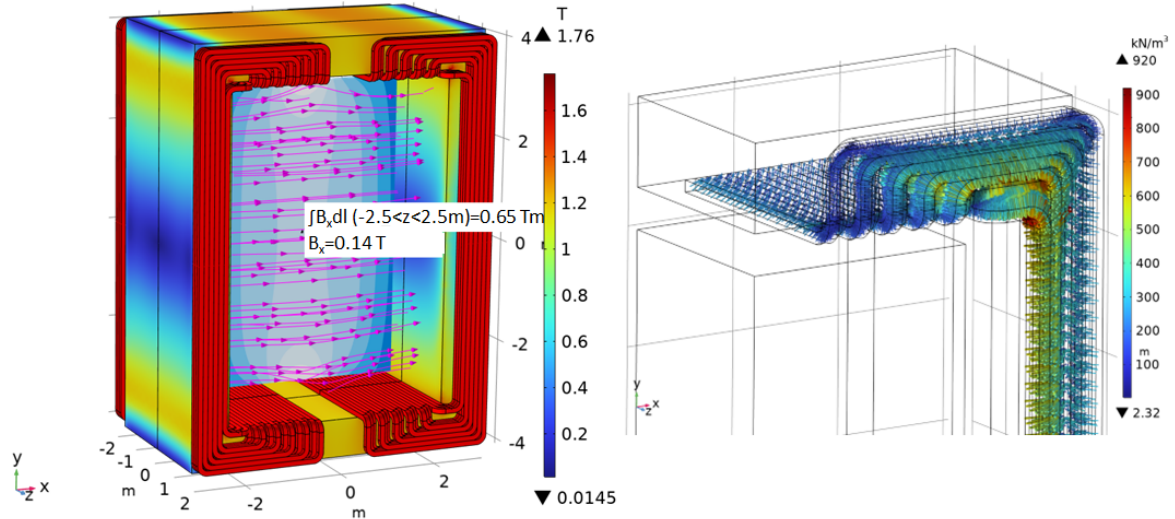 T
▲ 1.76
1.6
1.4
1.2
1
0.8
0.6
0.4
0.2
▼ 0.0145
4
2
0
-2
-4
∫Bₓdl (-2.5<z<2.5m)=0.65 Tm
Bₓ=0.14 T
-2
-1
0
1
2
m
-2
0
2
m
y
z
x
kN/m³
▲ 920
900
800
700
600
500
400
300
200
100
▼ 2.32
m
y
z
x